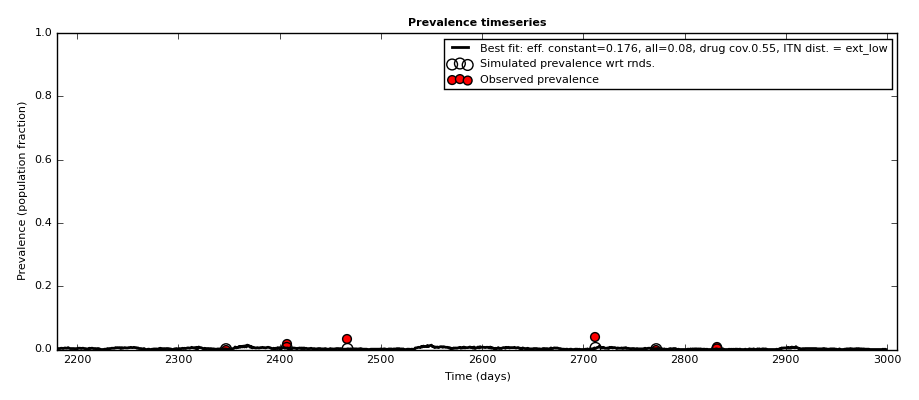 Prevalence timeseries
Best fit: eff. constant=0.176, all=0.08, drug cov.0.55, ITN dist. = ext_low
Simulated prevalence wrt rnds.
Observed prevalence
1.0
0.8
0.6
0.4
0.2
0.0
Prevalence (population fraction)
2200 2300 2400 2500 2600 2700 2800 2900 3000
Time (days)